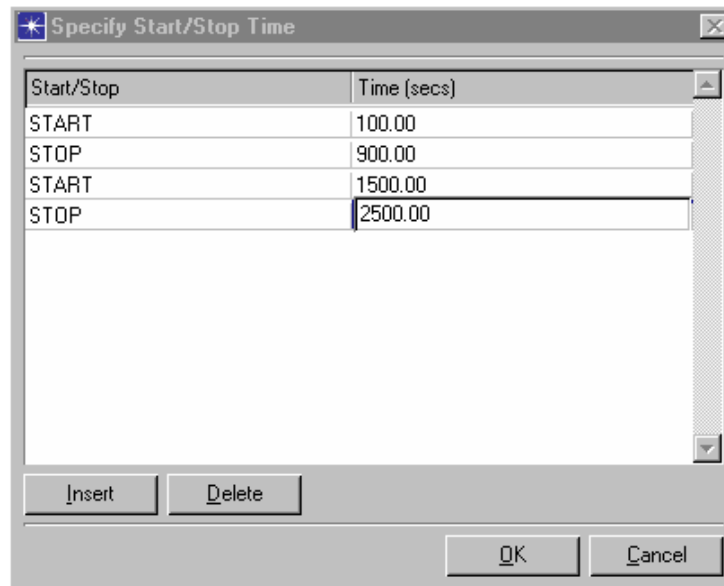 Specify Start/Stop Time
Start/Stop Time (secs)
START 100.00
STOP 900.00
START 1500.00
STOP 2500.00
Insert Delete
OK Cancel